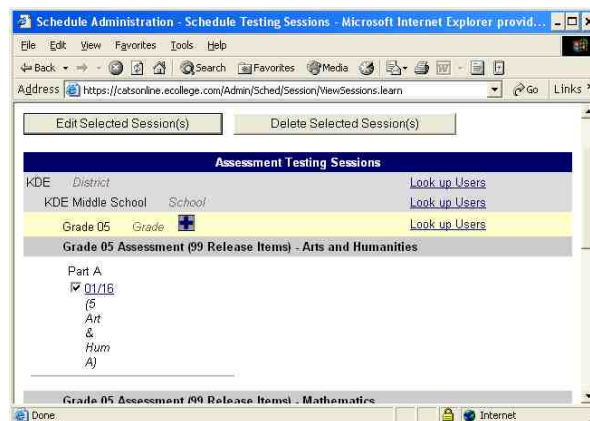 Schedule Administration - Schedule Testing Sessions - Microsoft Internet Explorer provid...
File Edit View Favorites Tools Help
Back Search Favorites Media
Address https://catsonline.ecollege.com/Admin/Sched/Session/ViewSessions.learn Go Links
Edit Selected Session(s) Delete Selected Session(s)
Assessment Testing Sessions
KDE District Look up Users
KDE Middle School School Look up Users
Grade 05 Grade Look up Users
Grade 05 Assessment (99 Release Items) - Arts and Humanities
Part A
01/16
(5
Art
&
Hum
A)
Grade 05 Assessment (99 Release Items) - Mathematics
Done Internet